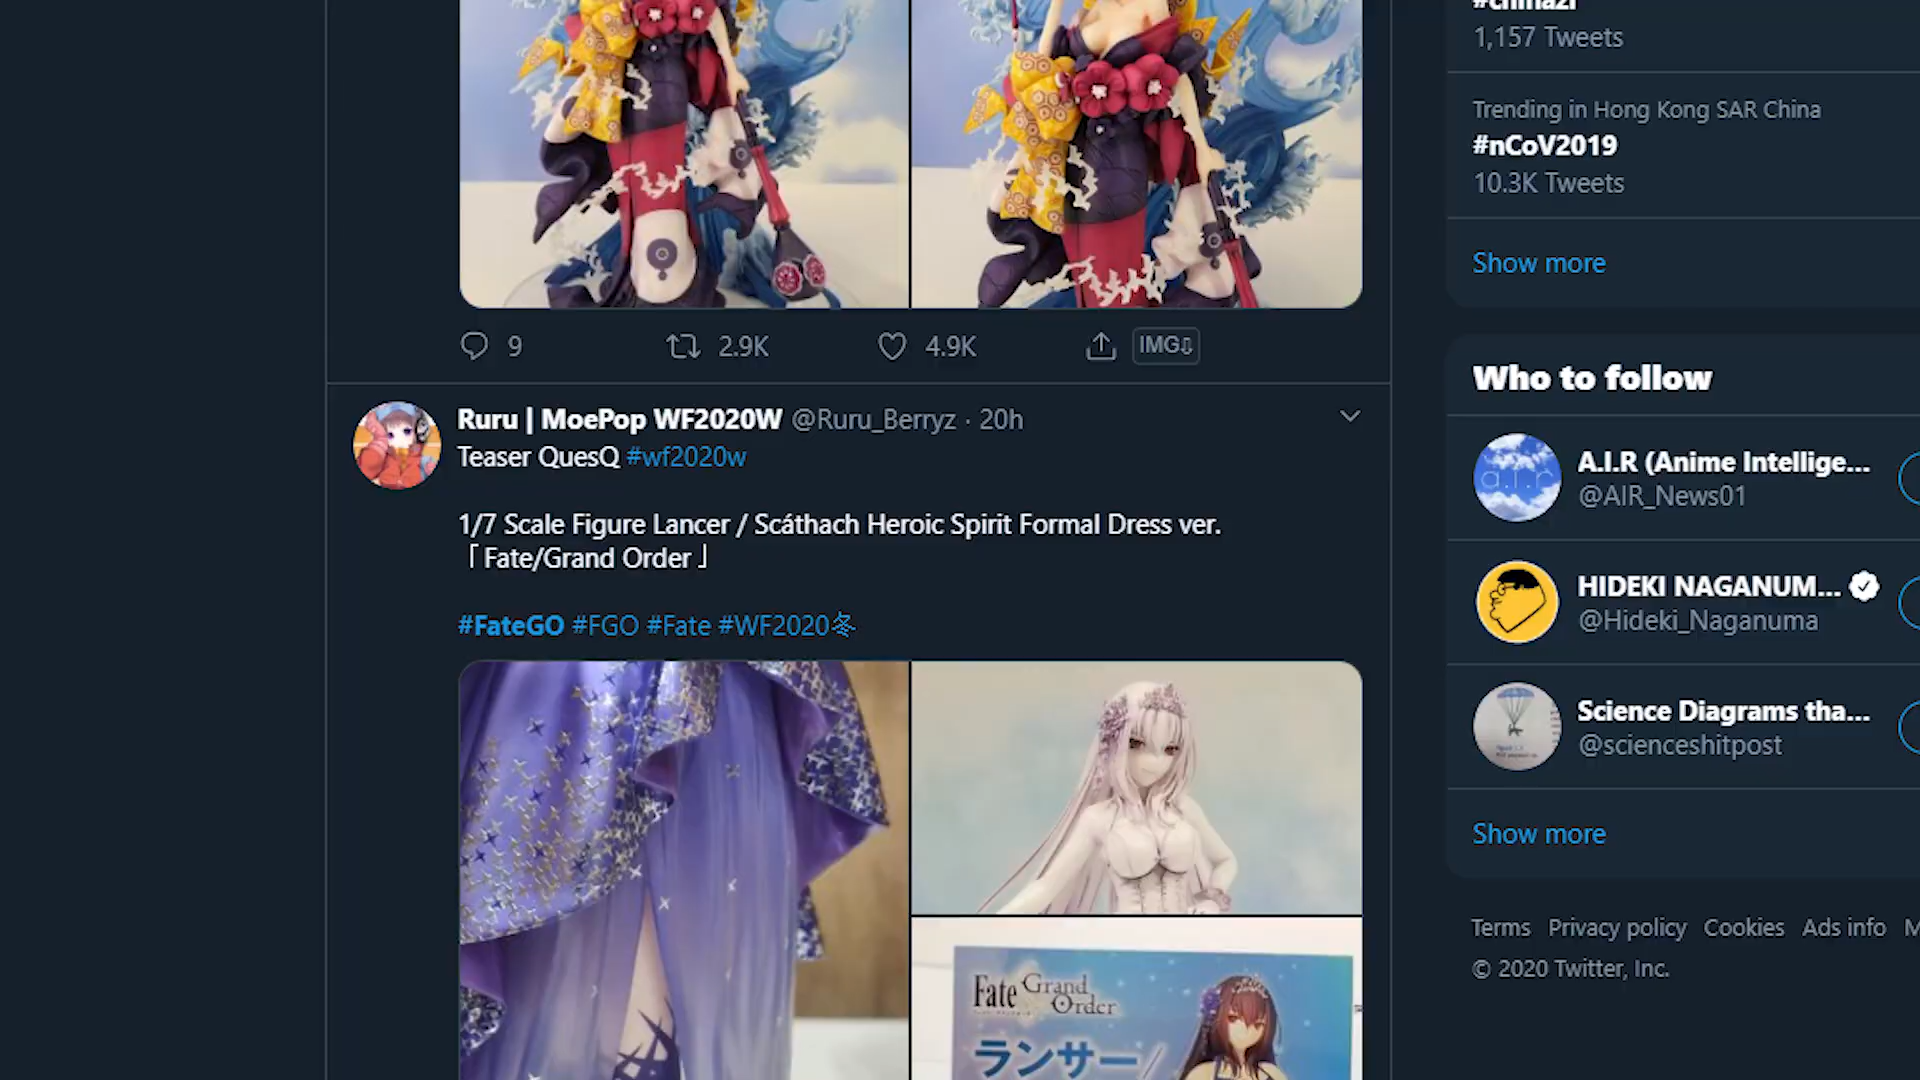 9
2.9K
4.9K
IMG
Ruru | MoePop WF2020W @Ruru_Berryz · 20h
Teaser QuesQ #wf2020w
1/7 Scale Figure Lancer / Scáthach Heroic Spirit Formal Dress ver.
「Fate/Grand Order」
#FateGO #FGO #Fate #WF2020冬
Fate Grand Order
ランサー/
#china2i
1,157 Tweets
Trending in Hong Kong SAR China
#nCoV2019
10.3K Tweets
Show more
Who to follow
A.I.R (Anime Intellige...
@AIR_News01
a.i.r
HIDEKI NAGANUM...
@Hideki_Naganuma
Science Diagrams tha...
@scienceshitpost
Show more
Terms Privacy policy Cookies Ads info M
© 2020 Twitter, Inc.